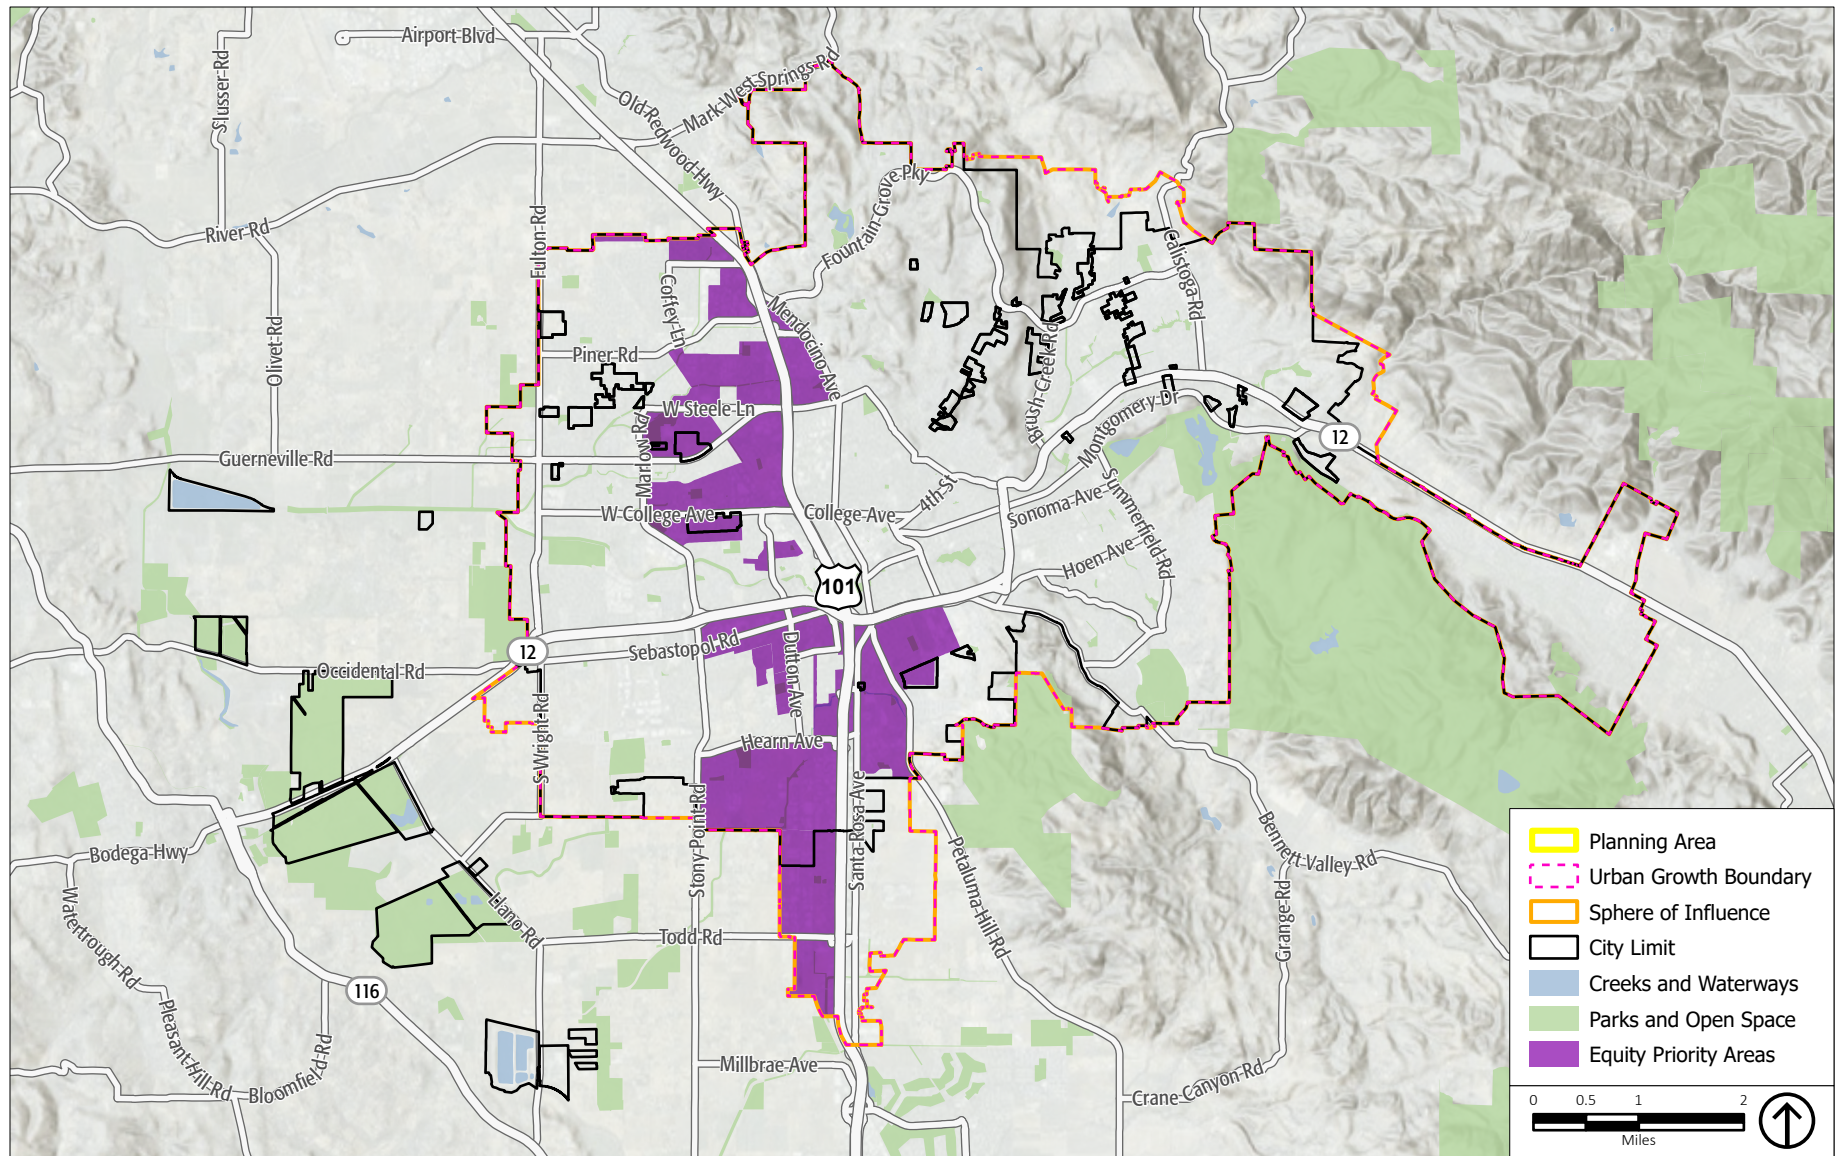 Airport Blvd
Slusser Rd
Old Redwood Hwy
Mark West Springs Rd
River Rd
Fulton Rd
Fountain Grove Pky
Calistoga Rd
Coffey Ln
Mendocino Ave
Olivet Rd
Piner Rd
Brush Creek Rd
W Steele Ln
Montgomery Dr
Marlow Rd
12
Guerneville Rd
Summerfield Rd
4th St
Sonoma Ave
W College Ave
College Ave
Hoen Ave
101
12
Sebastopol Rd
Dutton Ave
Occidental Rd
S Wright Rd
Hearn Ave
Stony Point Rd
Santa Rosa Ave
Petaluma Hill Rd
Bennett Valley Rd
Grange Rd
Bodega Hwy
Watertrough Rd
Llano Rd
Todd Rd
116
Pleasant Hill Rd
Bloomfield Rd
Millbrae Ave
Crane Canyon Rd
Planning Area
Urban Growth Boundary
Sphere of Influence
City Limit
Creeks and Waterways
Parks and Open Space
Equity Priority Areas
0 0.5 1 2
Miles